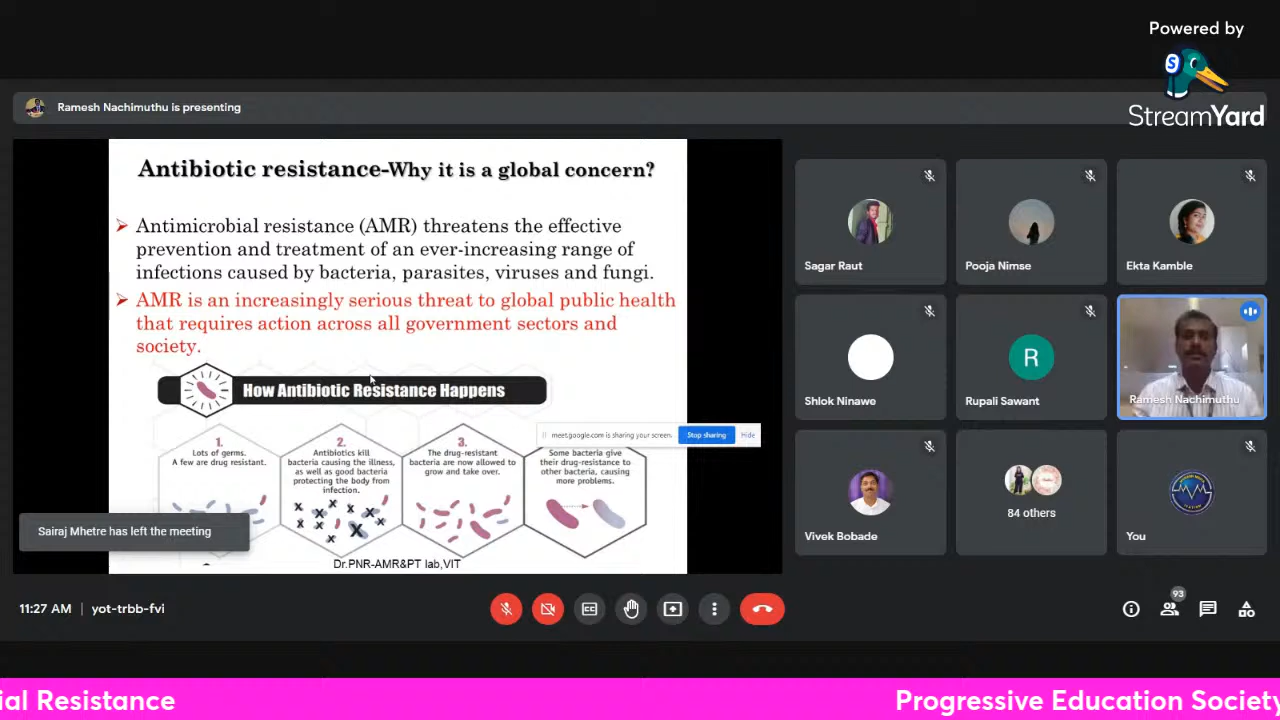 Powered by
StreamYard
Ramesh Nachimuthu is presenting
Antibiotic resistance-Why it is a global concern?
Antimicrobial resistance (AMR) threatens the effective
prevention and treatment of an ever-increasing range of
infections caused by bacteria, parasites, viruses and fungi.
AMR is an increasingly serious threat to global public health
that requires action across all government sectors and
society.
How Antibiotic Resistance Happens
1.
Lots of germs.
A few are drug resistant.
2.
Antibiotics kill
bacteria causing the illness,
as well as good bacteria
protecting the body from
infection.
3.
The drug-resistant
bacteria are now allowed to
grow and take over.
Some bacteria give
their drug-resistance to
other bacteria, causing
more problems.
meet.google.com is sharing your screen.
Stop sharing
Hide
Dr.PNR-AMR&PT lab,VIT
Sairaj Mhetre has left the meeting
Sagar Raut
Pooja Nimse
Ekta Kamble
Shlok Ninawe
R
Rupali Sawant
Ramesh Nachimuthu
Vivek Bobade
84 others
You
11:27 AM | yot-trbb-fvi
93
ial Resistance
Progressive Education Society